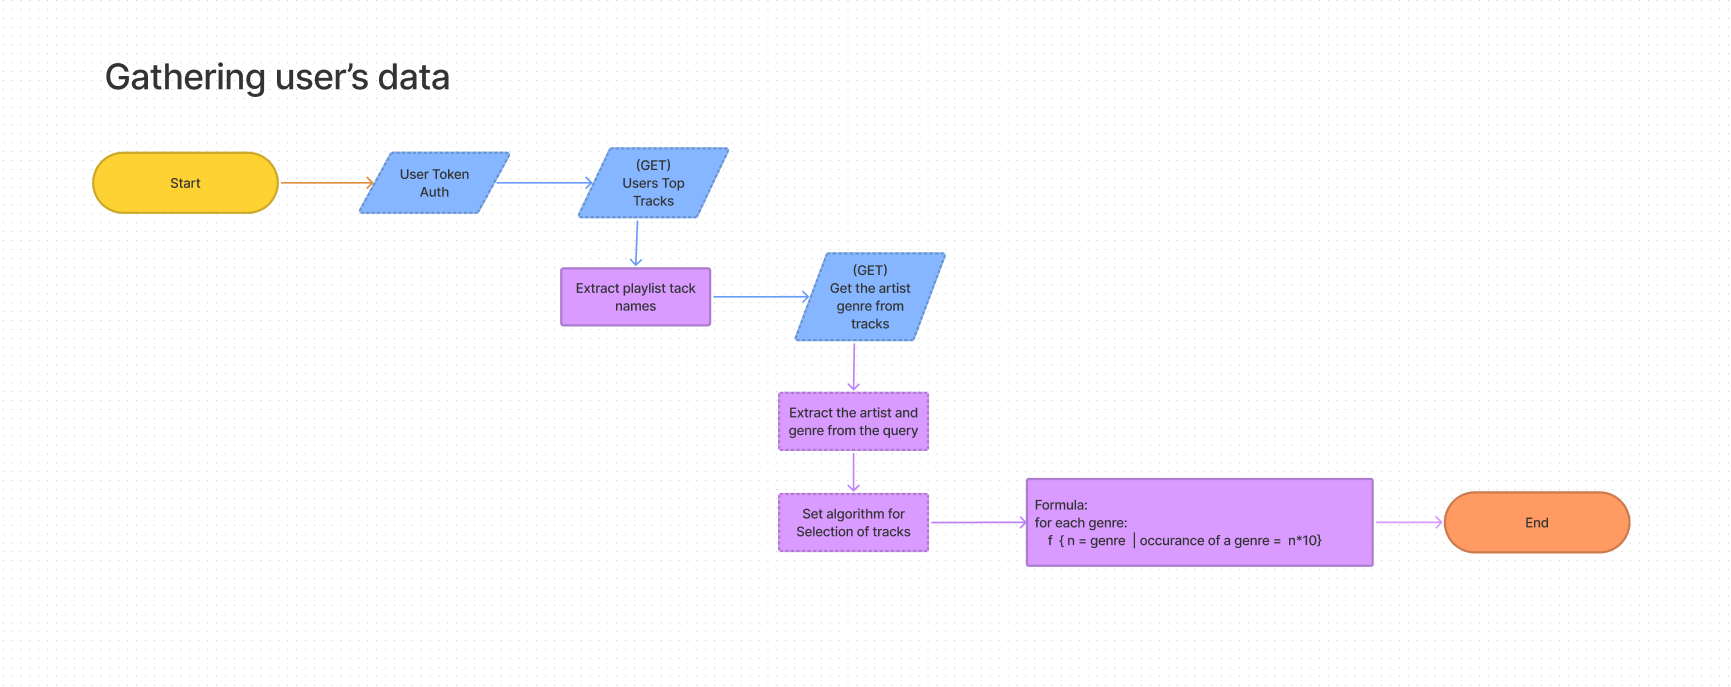 Gathering user’s data
Start
User Token
Auth
(GET)
Users Top
Tracks
Extract playlist tack
names
(GET)
Get the artist
genre from
tracks
Extract the artist and
genre from the query
Set algorithm for
Selection of tracks
Formula:
for each genre:
f { n = genre | occurance of a genre = n*10}
End